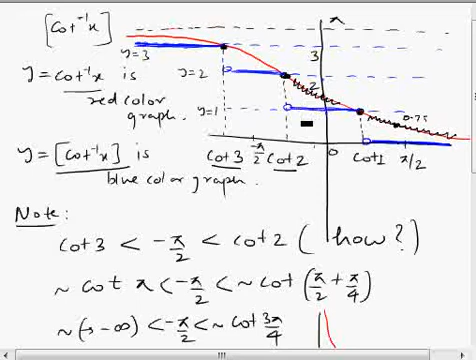 [cot⁻¹x]
π
y=3
3
y = cot⁻¹x is
y=2
red color
2
graph.
y=1
0.75
y = [cot⁻¹x] is
cot 3
-π/2
cot 2
0
cot 1
π/2
blue color graph.
Note:
cot 3 < -π/2 < cot 2 ( how? )
~ cot π < -π/2 < ~ cot (π/2 + π/4)
~ (→ -∞) < -π/2 < ~ cot 3π/4